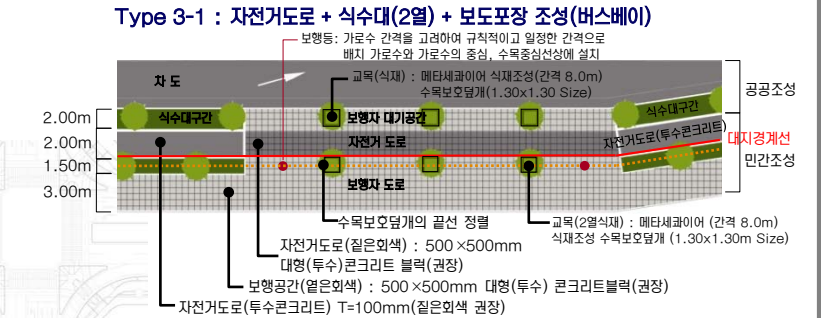 Type 3-1 : 자전거도로 + 식수대(2열) + 보도포장 조성(버스베이)
보행등: 가로수 간격을 고려하여 규칙적이고 일정한 간격으로
배치 가로수와 가로수의 중심, 수목중심선상에 설치
차 도
교목(식재) : 메타세콰이어 식재조성(간격 8.0m)
수목보호덮개(1.30x1.30 Size)
공공조성
2.00m
식수대구간
보행자 대기공간
식수대구간
2.00m
자전거 도로
자전거도로(투수콘크리트)
대지경계선
1.50m
민간조성
3.00m
보행자 도로
수목보호덮개의 끝선 정렬
교목(2열식재) : 메타세콰이어 (간격 8.0m)
식재조성 수목보호덮개 (1.30x1.30m Size)
자전거도로(짙은회색) : 500×500mm
대형(투수)콘크리트 블럭(권장)
보행공간(옅은회색) : 500×500mm 대형(투수) 콘크리트블럭(권장)
자전거도로(투수콘크리트) T=100mm(짙은회색 권장)